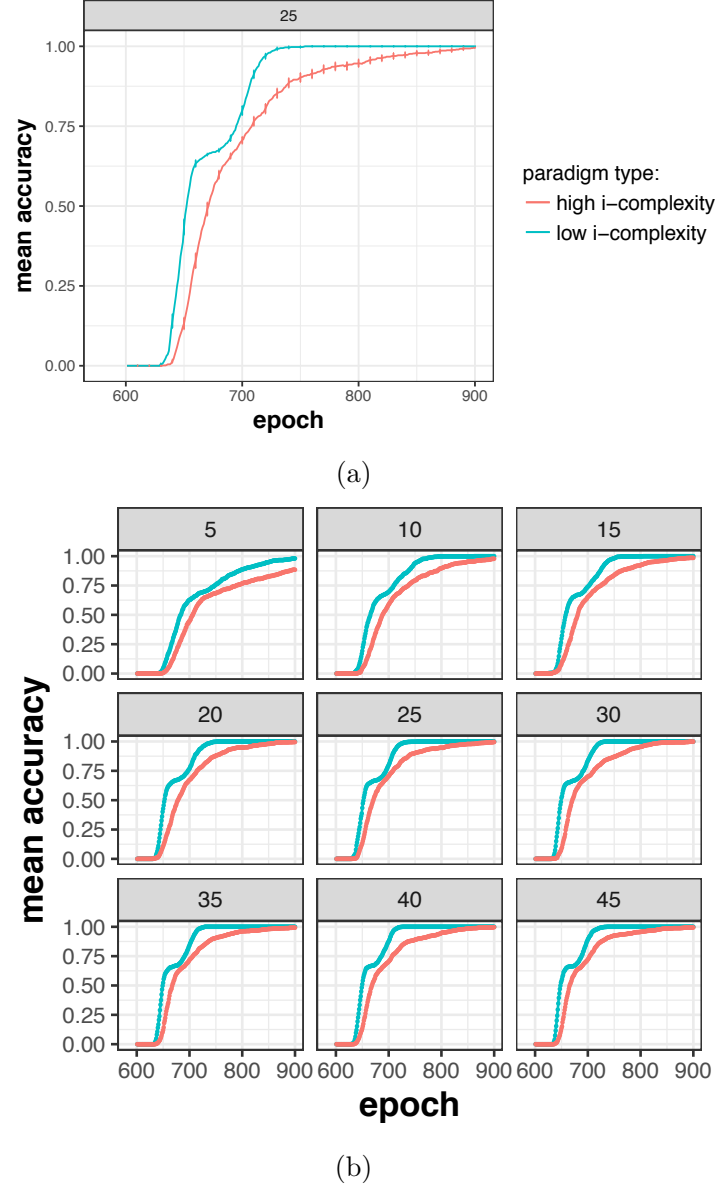 25
1.00
0.75
0.50
0.25
0.00
mean accuracy
600 700 800 900
epoch
paradigm type:
high i−complexity
low i−complexity
(a)
5 10 15
1.00
0.75
0.50
0.25
0.00
20 25 30
1.00
0.75
0.50
0.25
0.00
mean accuracy
35 40 45
1.00
0.75
0.50
0.25
0.00
600 700 800 900 600 700 800 900 600 700 800 900
epoch
(b)